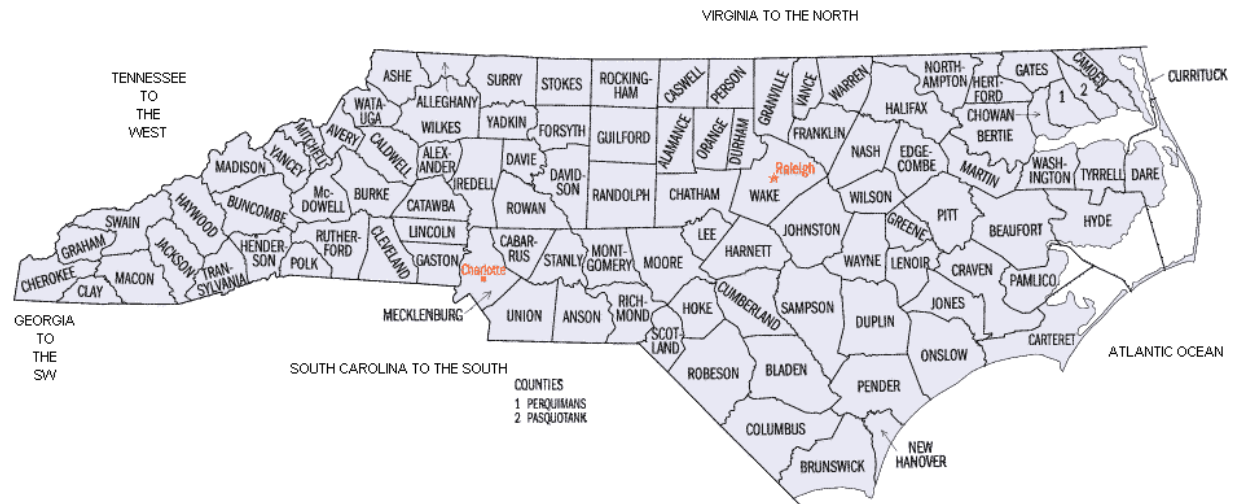 VIRGINIA TO THE NORTH
TENNESSEE
TO
THE
WEST
ASHE
ALLEGHANY
SURRY
STOKES
ROCKING-
HAM
CASWELL
PERSON
GRANVILLE
VANCE
WARREN
NORTH-
AMPTON
HERT-
FORD
GATES
CAMDEN
CURRITUCK
WATA-
UGA
WILKES
YADKIN
FORSYTH
GUILFORD
ALAMANCE
ORANGE
DURHAM
FRANKLIN
HALIFAX
CHOWAN
BERTIE
1
2
MITCHELL
AVERY
CALDWELL
ALEX-
ANDER
IREDELL
DAVIE
DAVID-
SON
RANDOLPH
CHATHAM
Raleigh
WAKE
NASH
EDGE-
COMBE
MARTIN
WASH-
INGTON
TYRRELL
DARE
MADISON
YANCEY
Mc-
DOWELL
BURKE
CATAWBA
ROWAN
WILSON
PITT
BEAUFORT
HYDE
SWAIN
HAYWOOD
BUNCOMBE
RUTHER-
FORD
LINCOLN
CABAR-
RUS
STANLY
MONT-
GOMERY
MOORE
LEE
HARNETT
JOHNSTON
GREENE
WAYNE
LENOIR
CRAVEN
PAMLICO
GRAHAM
CHEROKEE
CLAY
MACON
JACKSON
TRAN-
SYLVANIA
HENDER-
SON
POLK
CLEVELAND
GASTON
Charlotte
MECKLENBURG
UNION
ANSON
RICH-
MOND
SCOT-
LAND
HOKE
CUMBERLAND
SAMPSON
DUPLIN
JONES
ONSLOW
CARTERET
GEORGIA
TO
THE
SW
SOUTH CAROLINA TO THE SOUTH
ROBESON
BLADEN
PENDER
ATLANTIC OCEAN
COUNTIES
1 PERQUIMANS
2 PASQUOTANK
COLUMBUS
BRUNSWICK
NEW
HANOVER